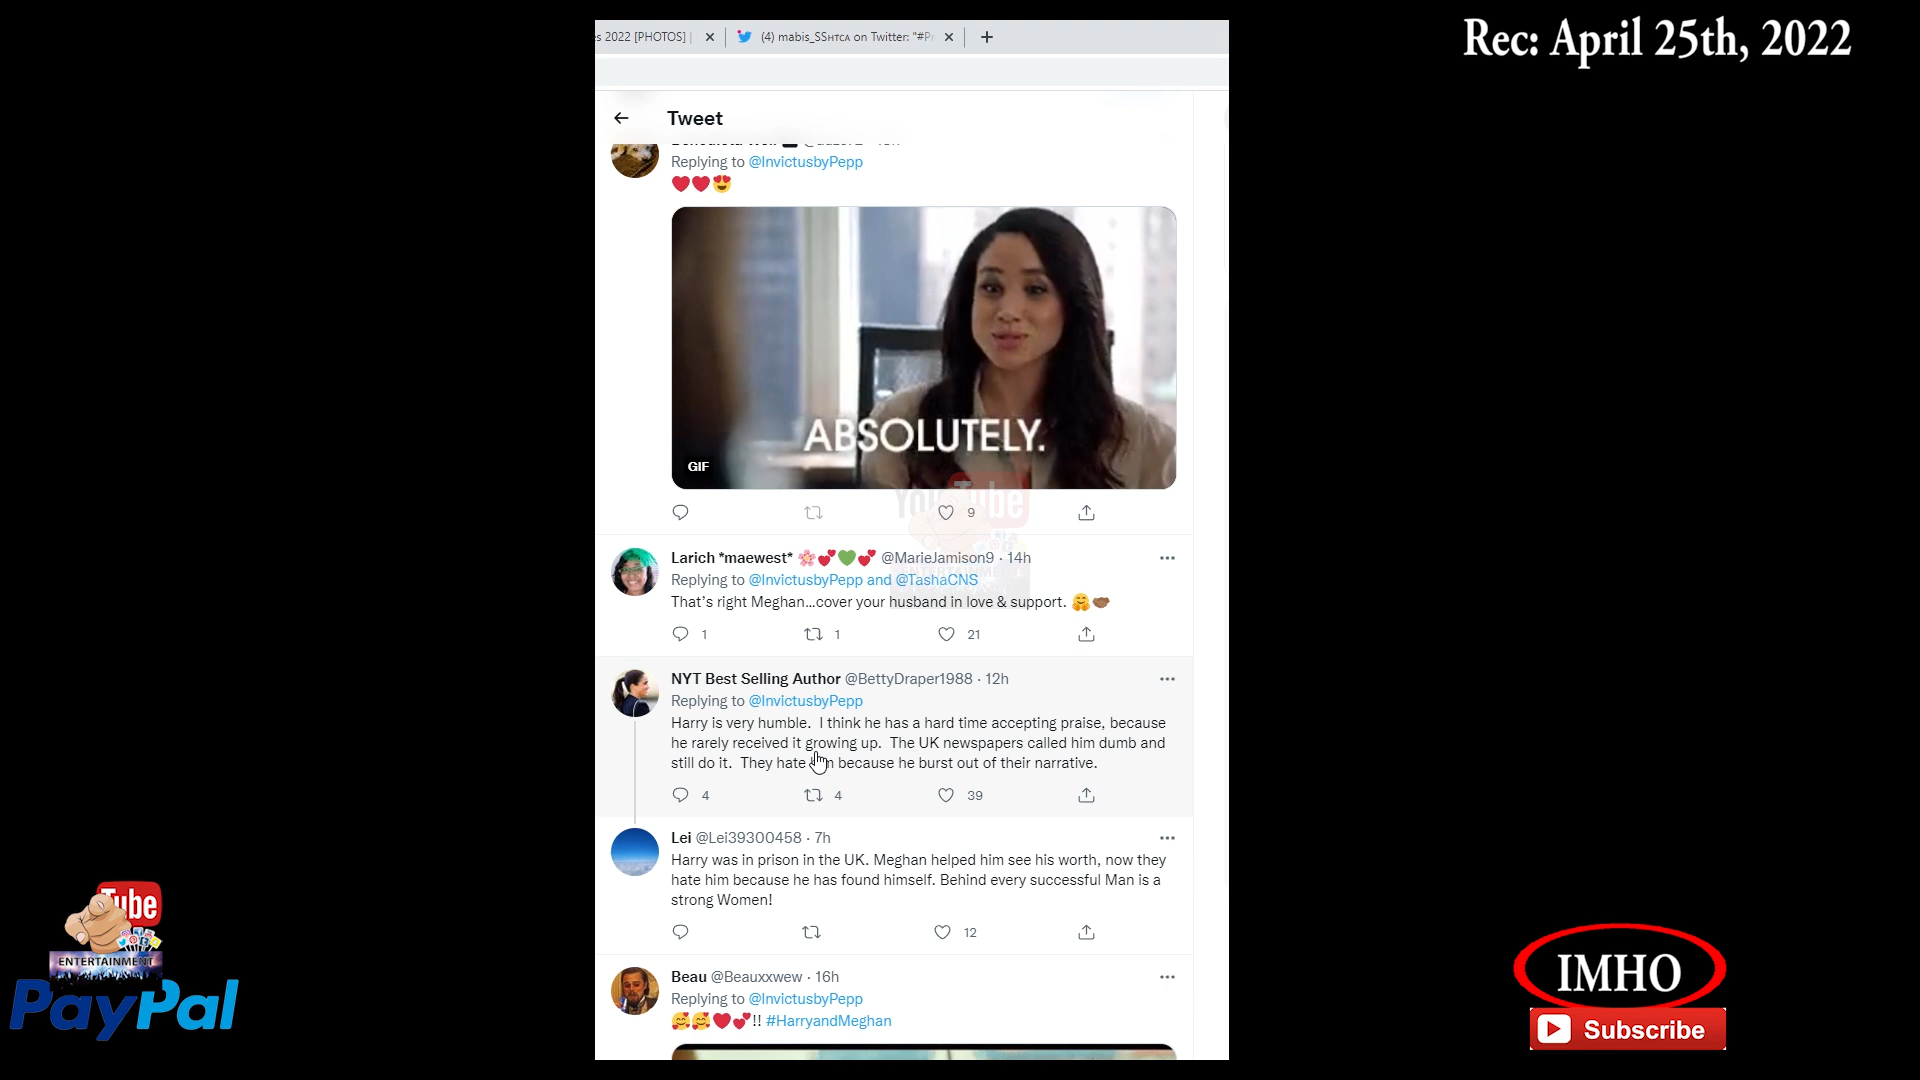 Rec: April 25th, 2022
s 2022 [PHOTOS] |
(4) mabis_SSHTCA on Twitter: "#Pr
Tweet
Replying to @InvictusbyPepp
❤️❤️😍
ABSOLUTELY.
GIF
9
Larich *maewest* 🌸💕💚💕 @MarieJamison9 · 14h
Replying to @InvictusbyPepp and @TashaCNS
That's right Meghan...cover your husband in love & support. 🤗🤝🏾
1 1 21
NYT Best Selling Author @BettyDraper1988 · 12h
Replying to @InvictusbyPepp
Harry is very humble. I think he has a hard time accepting praise, because
he rarely received it growing up. The UK newspapers called him dumb and
still do it. They hate him because he burst out of their narrative.
4 4 39
Lei @Lei39300458 · 7h
Harry was in prison in the UK. Meghan helped him see his worth, now they
hate him because he has found himself. Behind every successful Man is a
strong Women!
12
Beau @Beauxxwew · 16h
Replying to @InvictusbyPepp
🥰🥰❤️💕!! #HarryandMeghan
YouTube
ENTERTAINMENT
Tube
ENTERTAINMENT
PayPal
IMHO
Subscribe